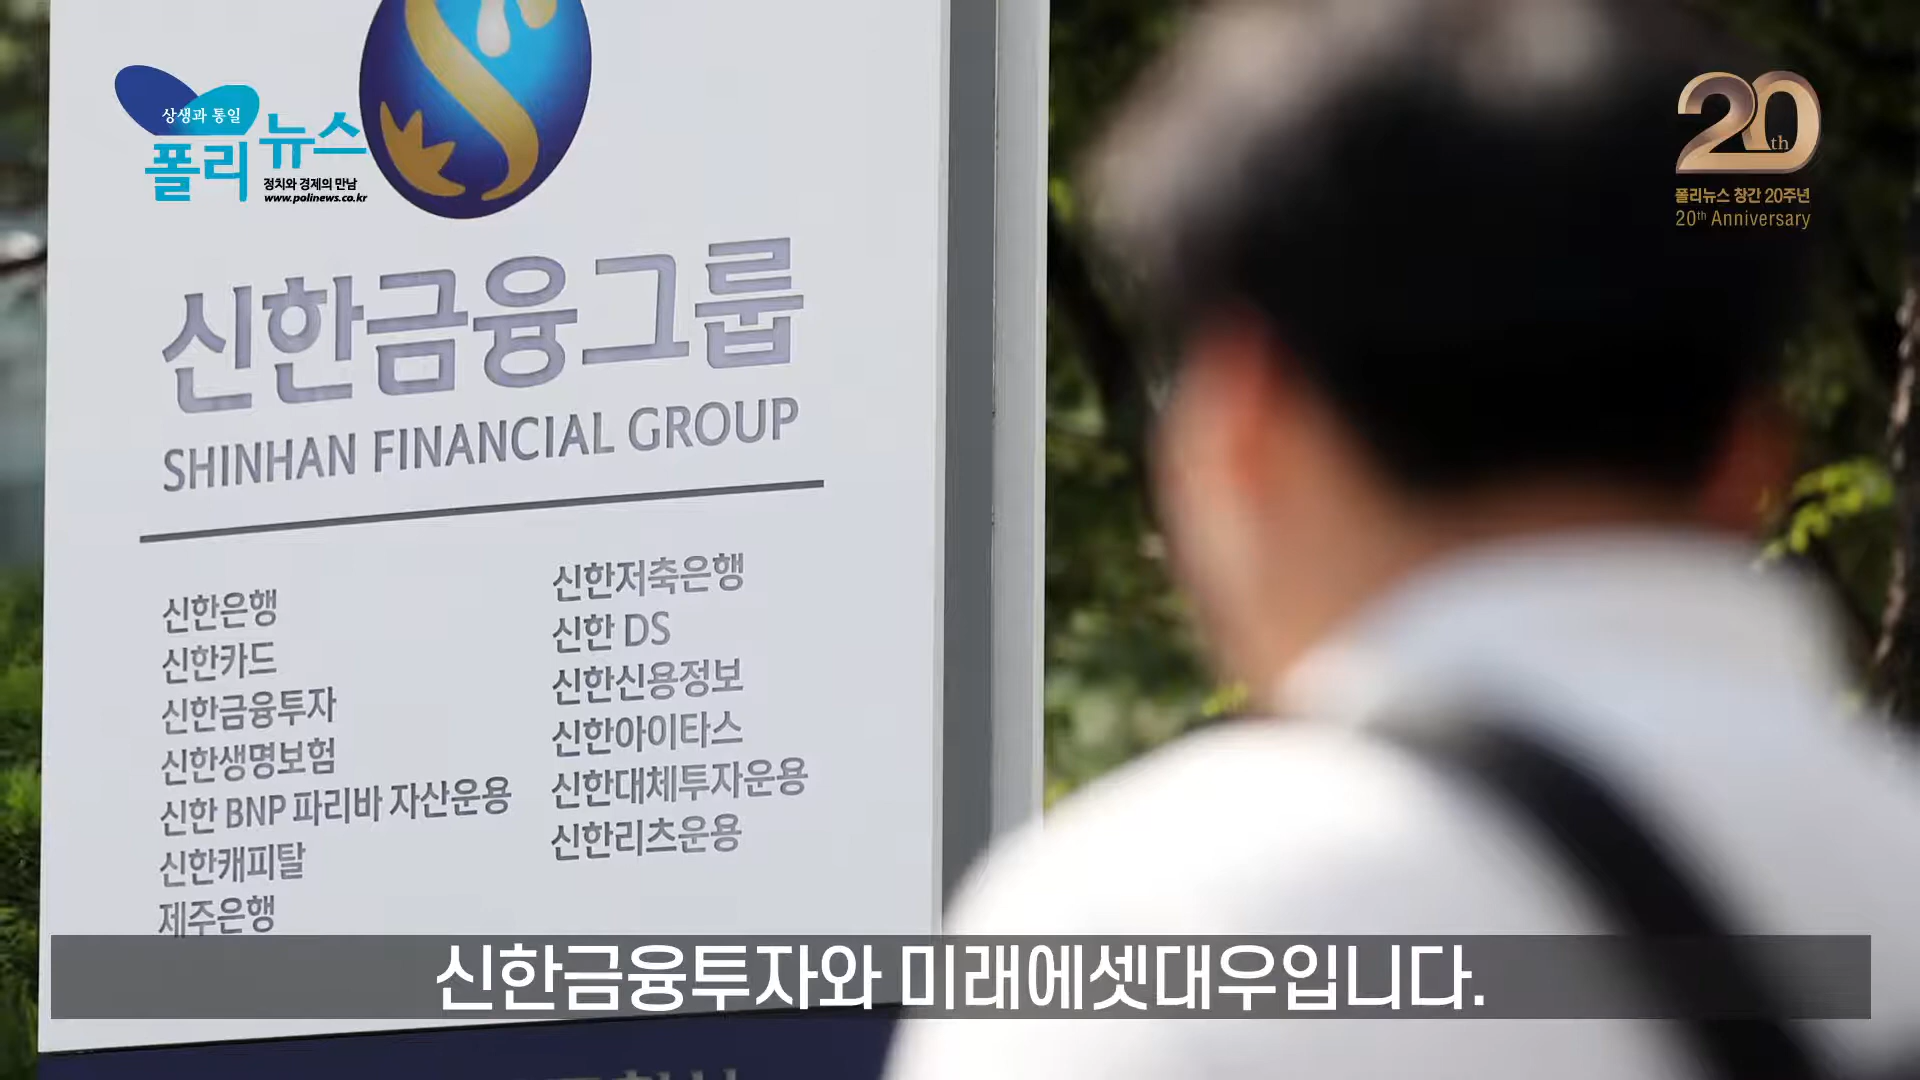 상생과 통일
폴리뉴스
정치와 경제의 만남
www.polinews.co.kr
20th
폴리뉴스 창간 20주년
20th Anniversary
신한금융그룹
SHINHAN FINANCIAL GROUP
신한은행
신한카드
신한금융투자
신한생명보험
신한 BNP 파리바 자산운용
신한캐피탈
제주은행
신한저축은행
신한 DS
신한신용정보
신한아이타스
신한대체투자운용
신한리츠운용
신한금융투자와 미래에셋대우입니다.